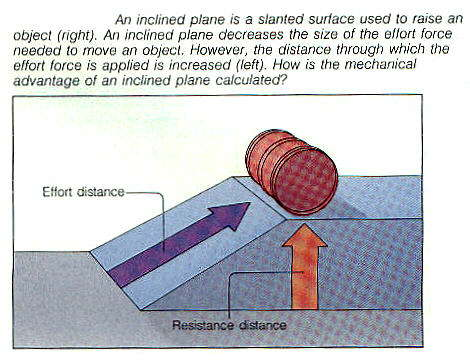 An inclined plane is a slanted surface used to raise an
object (right). An inclined plane decreases the size of the effort force
needed to move an object. However, the distance through which the
effort force is applied is increased (left). How is the mechanical
advantage of an inclined plane calculated?
Effort distance
Resistance distance